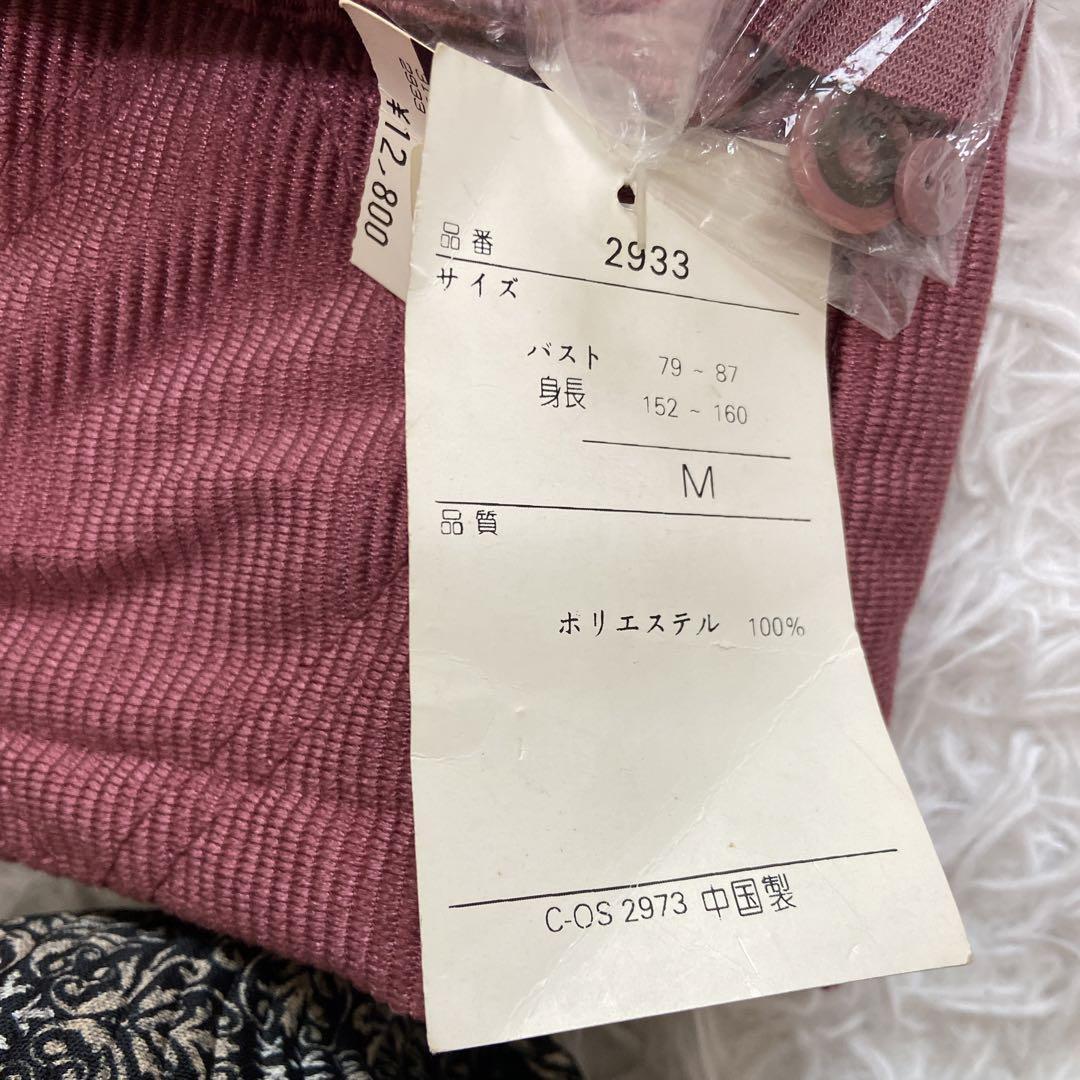 ¥12,800
品番 2933
サイズ
バスト 79 ~ 87
身長 152 ~ 160
M
品質
ポリエステル 100%
C-OS 2973 中国製